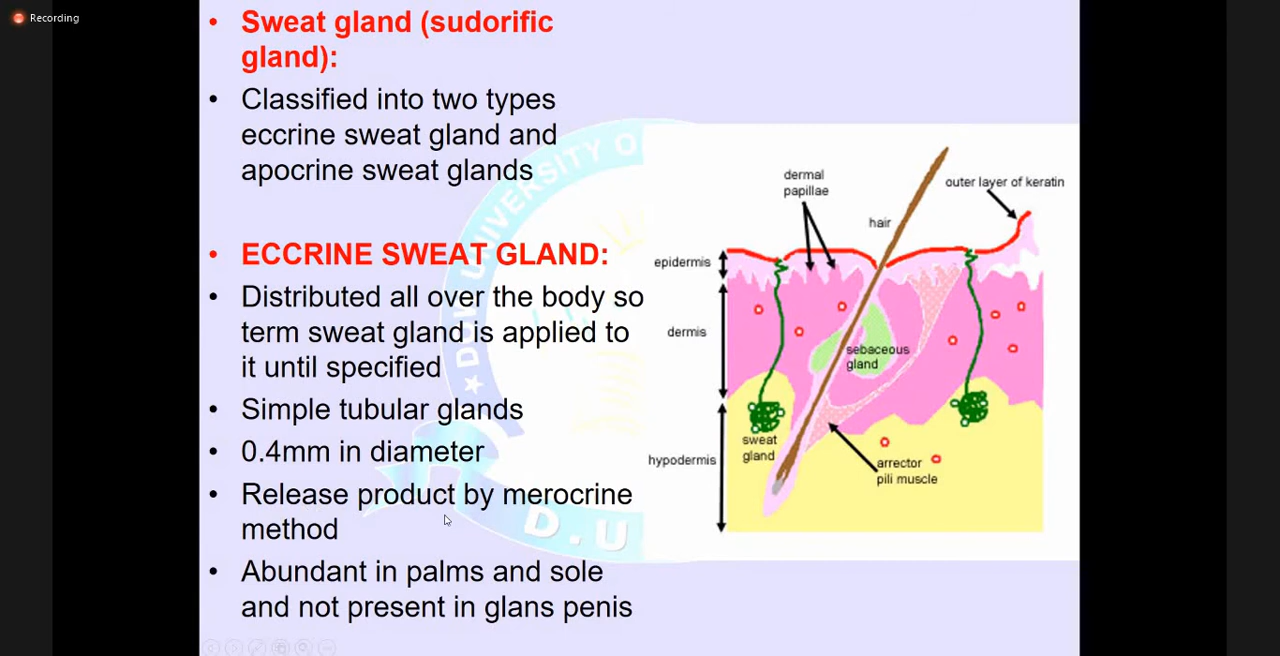 Recording
• Sweat gland (sudorific
gland):
• Classified into two types
eccrine sweat gland and
apocrine sweat glands
• ECCRINE SWEAT GLAND:
• Distributed all over the body so
term sweat gland is applied to
it until specified
• Simple tubular glands
• 0.4mm in diameter
• Release product by merocrine
method
• Abundant in palms and sole
and not present in glans penis
dermal
papillae
outer layer of keratin
hair
epidermis
dermis
sebaceous
gland
sweat
gland
hypodermis
arrector
pili muscle
★ DOW UNIVERSITY O
D.U